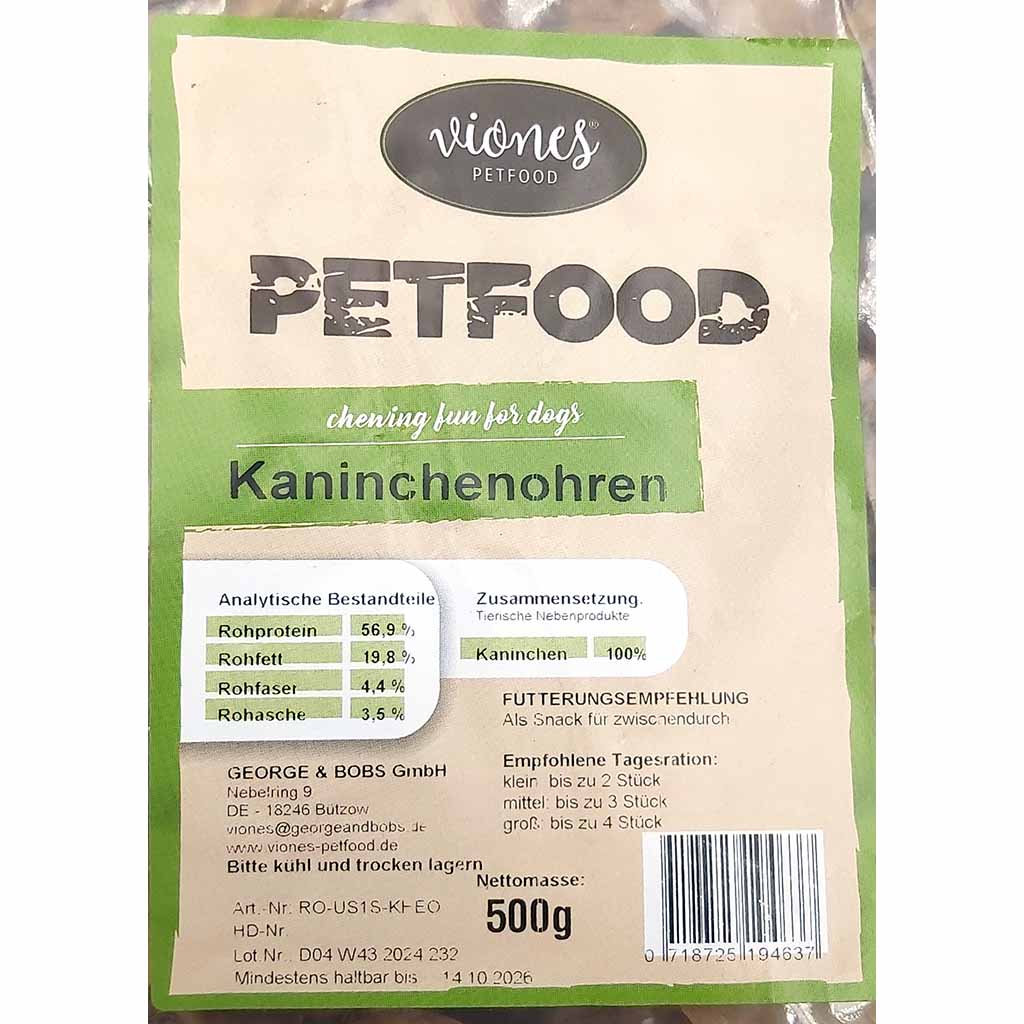 viones®
PETFOOD
PETFOOD
chewing fun for dogs
Kaninchenohren
Analytische Bestandteile
Rohprotein 56,9 %
Rohfett 19,8 %
Rohfaser 4,4 %
Rohasche 3,5 %
Zusammensetzung.
Tierische Nebenprodukte
Kaninchen 100%
FUTTERUNGSEMPFEHLUNG
Als Snack für zwischendurch
Empfohlene Tagesration:
klein bis zu 2 Stück
mittel: bis zu 3 Stück
groß: bis zu 4 Stück
GEORGE & BOBS GmbH
Nebelring 9
DE - 18246 Bützow
viones@georgeandbobs.de
www.viones-petfood.de
Bitte kühl und trocken lagern
Nettomasse:
500g
Art.-Nr.
HD-Nr.
Lot.Nr.: D04 W43 2024 232
Mindestens haltbar bis 14.10.2026
0 718725 194637